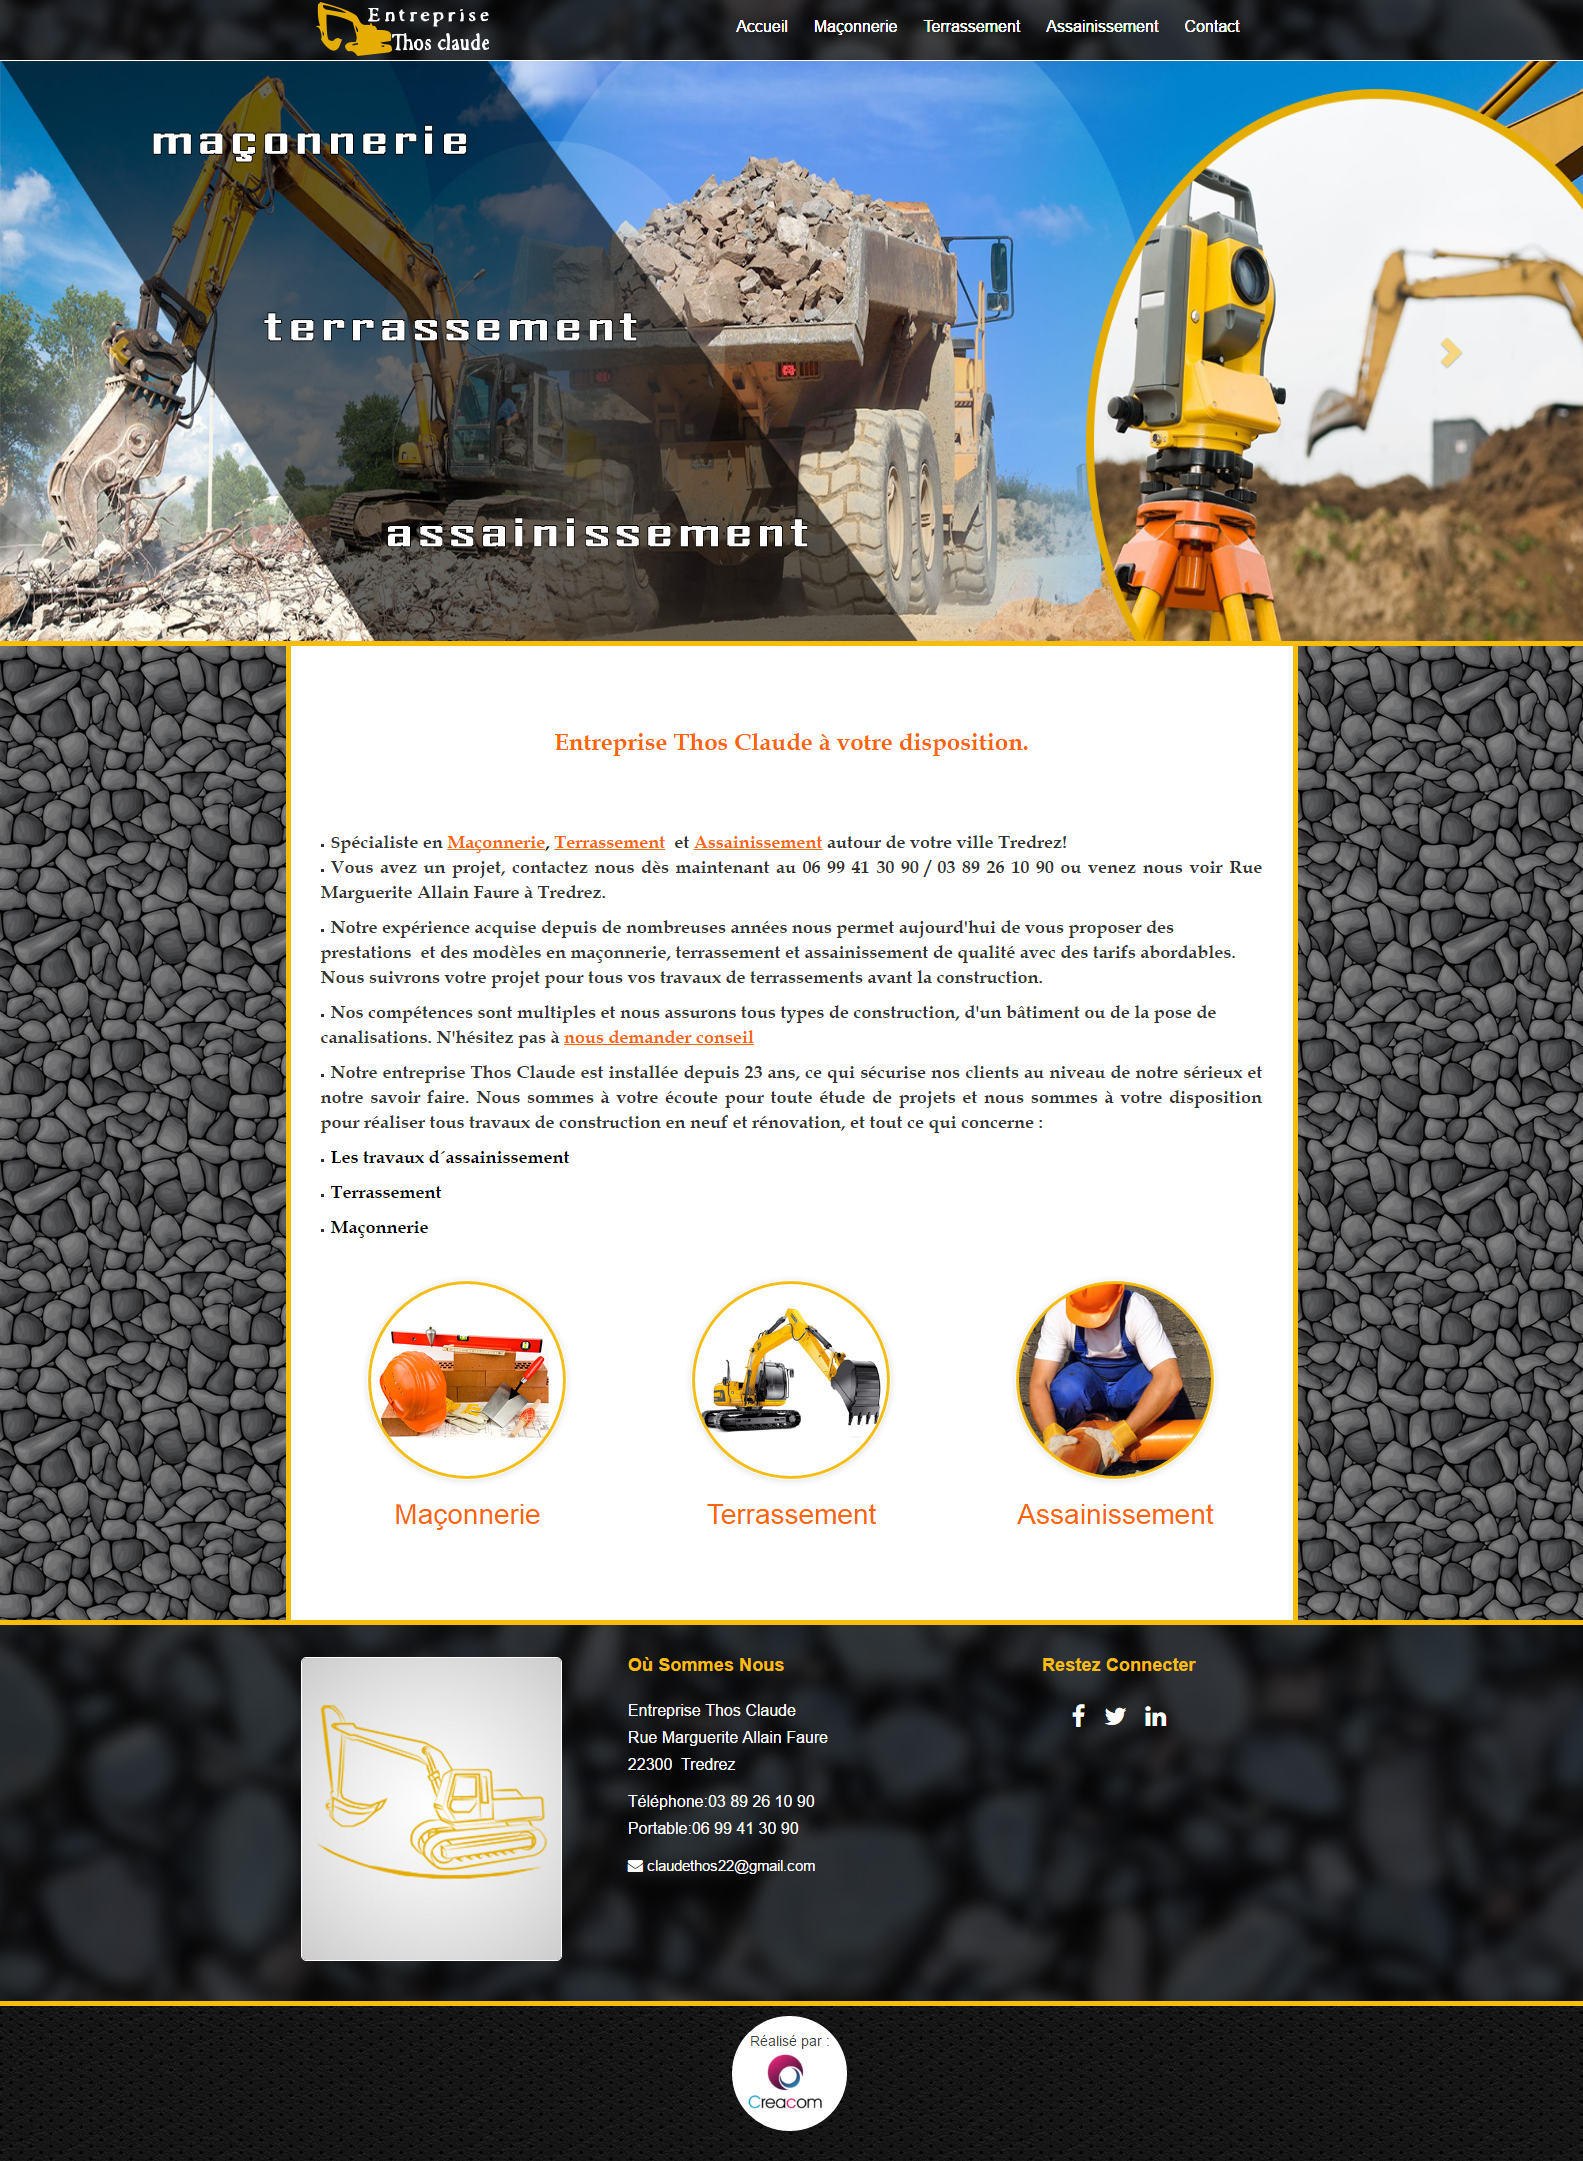 Entreprise
Thos claude
Accueil Maçonnerie Terrassement Assainissement Contact
maçonnerie
terrassement
assainissement
Entreprise Thos Claude à votre disposition.
• Spécialiste en Maçonnerie, Terrassement et Assainissement autour de votre ville Tredrez!
• Vous avez un projet, contactez nous dès maintenant au 06 99 41 30 90 / 03 89 26 10 90 ou venez nous voir Rue
Marguerite Allain Faure à Tredrez.
• Notre expérience acquise depuis de nombreuses années nous permet aujourd'hui de vous proposer des
prestations et des modèles en maçonnerie, terrassement et assainissement de qualité avec des tarifs abordables.
Nous suivrons votre projet pour tous vos travaux de terrassements avant la construction.
• Nos compétences sont multiples et nous assurons tous types de construction, d'un bâtiment ou de la pose de
canalisations. N'hésitez pas à nous demander conseil
• Notre entreprise Thos Claude est installée depuis 23 ans, ce qui sécurise nos clients au niveau de notre sérieux et
notre savoir faire. Nous sommes à votre écoute pour toute étude de projets et nous sommes à votre disposition
pour réaliser tous travaux de construction en neuf et rénovation, et tout ce qui concerne :
• Les travaux d´assainissement
• Terrassement
• Maçonnerie
Maçonnerie Terrassement Assainissement
Où Sommes Nous
Entreprise Thos Claude
Rue Marguerite Allain Faure
22300 Tredrez
Téléphone:03 89 26 10 90
Portable:06 99 41 30 90
claudethos22@gmail.com
Restez Connecter
Réalisé par :
Creacom